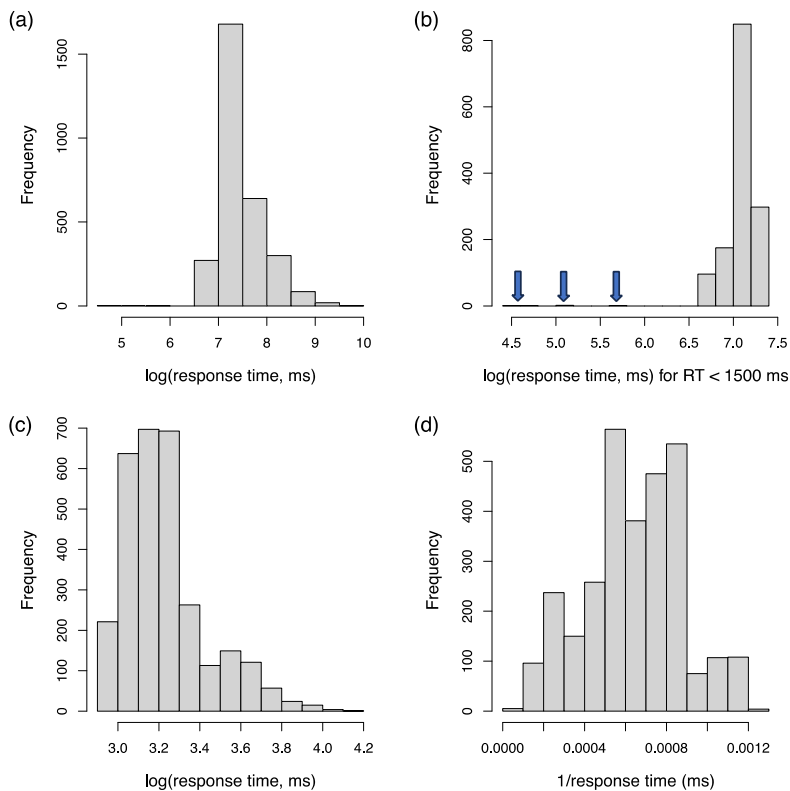 (a)
Frequency
1500
1000
500
0
5 6 7 8 9 10
log(response time, ms)
(b)
Frequency
800
600
400
200
0
4.5 5.0 5.5 6.0 6.5 7.0 7.5
log(response time, ms) for RT < 1500 ms
(c)
Frequency
700
600
500
400
300
200
100
0
3.0 3.2 3.4 3.6 3.8 4.0 4.2
log(response time, ms)
(d)
Frequency
500
400
300
200
100
0
0.0000 0.0004 0.0008 0.0012
1/response time (ms)